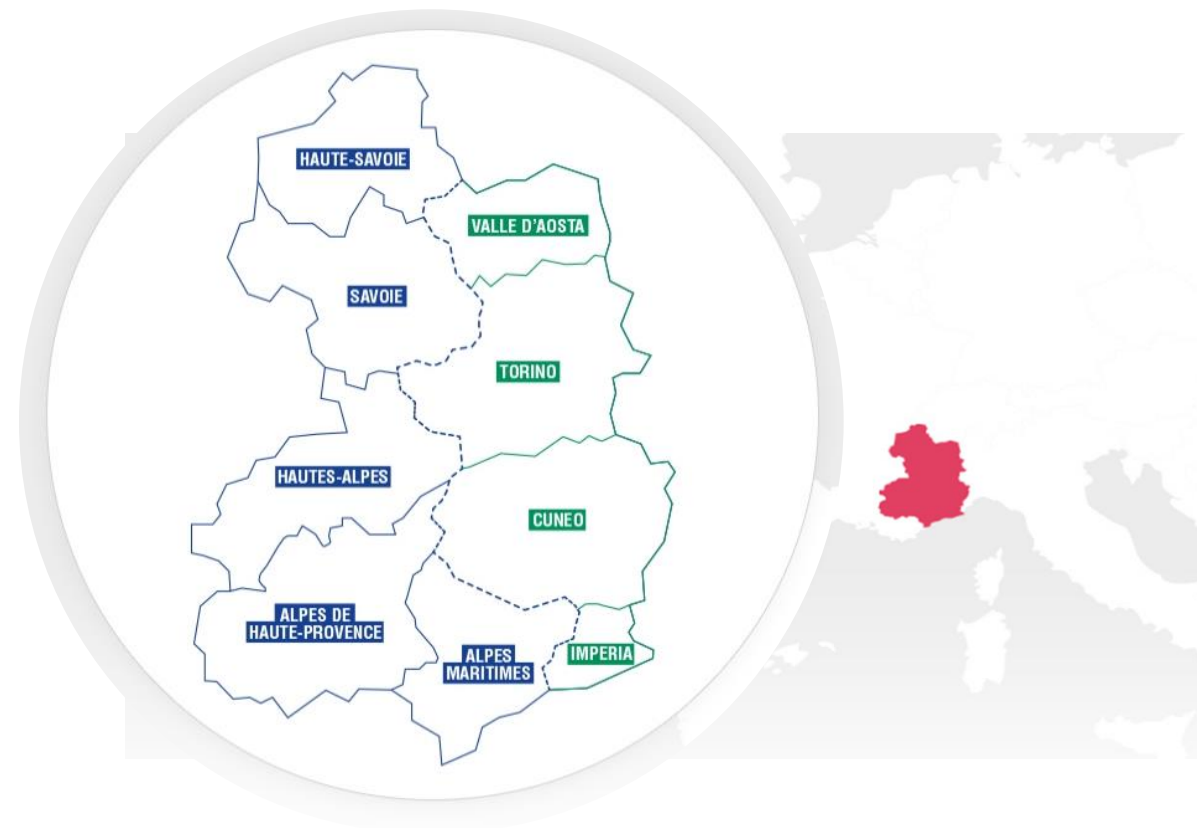 HAUTE-SAVOIE
VALLE D'AOSTA
SAVOIE
TORINO
HAUTES-ALPES
CUNEO
ALPES DE
HAUTE-PROVENCE
ALPES
MARITIMES
IMPERIA